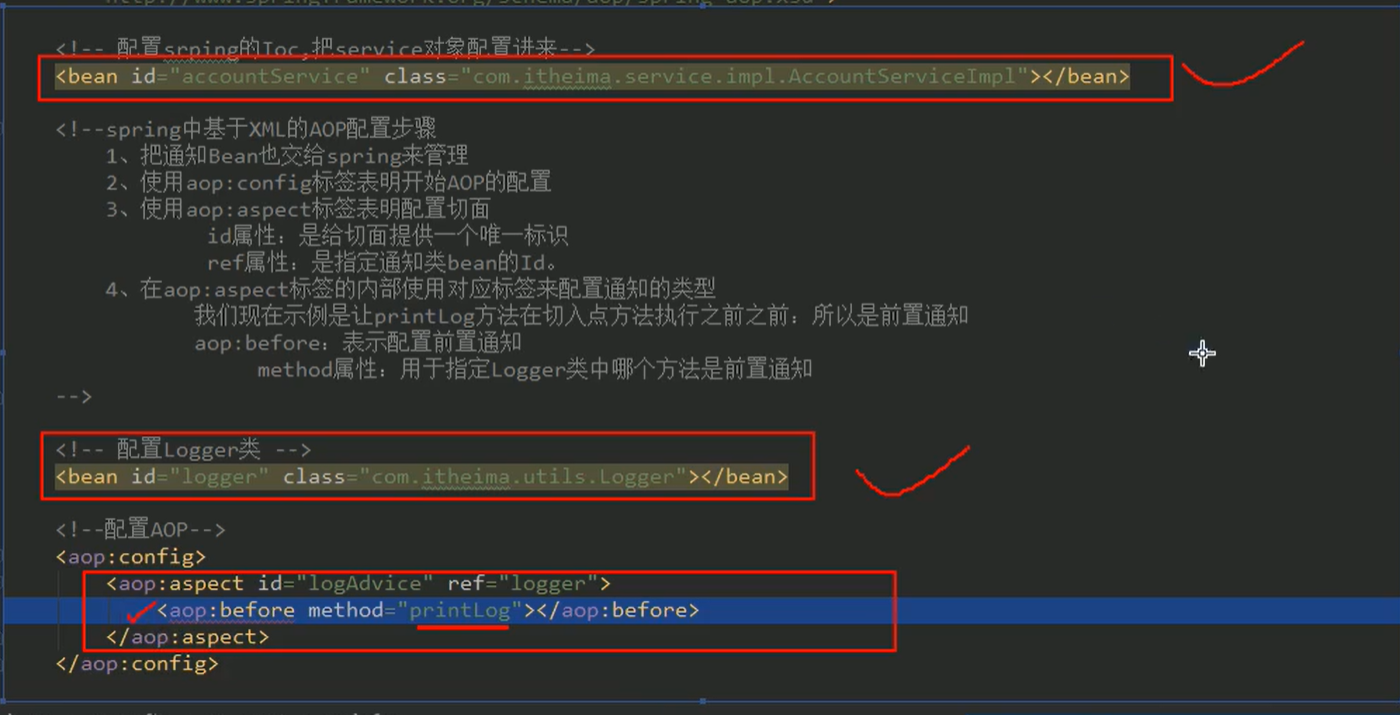 http://www.springframework.org/schema/aop/spring-aop.xsd">
<!-- 配置srping的Ioc,把service对象配置进来-->
<bean id="accountService" class="com.itheima.service.impl.AccountServiceImpl"></bean>
<!--spring中基于XML的AOP配置步骤
1、把通知Bean也交给spring来管理
2、使用aop:config标签表明开始AOP的配置
3、使用aop:aspect标签表明配置切面
id属性：是给切面提供一个唯一标识
ref属性：是指定通知类bean的Id。
4、在aop:aspect标签的内部使用对应标签来配置通知的类型
我们现在示例是让printLog方法在切入点方法执行之前之前：所以是前置通知
aop:before：表示配置前置通知
method属性：用于指定Logger类中哪个方法是前置通知
-->
<!-- 配置Logger类 -->
<bean id="logger" class="com.itheima.utils.Logger"></bean>
<!--配置AOP-->
<aop:config>
<aop:aspect id="logAdvice" ref="logger">
<aop:before method="printLog"></aop:before>
</aop:aspect>
</aop:config>